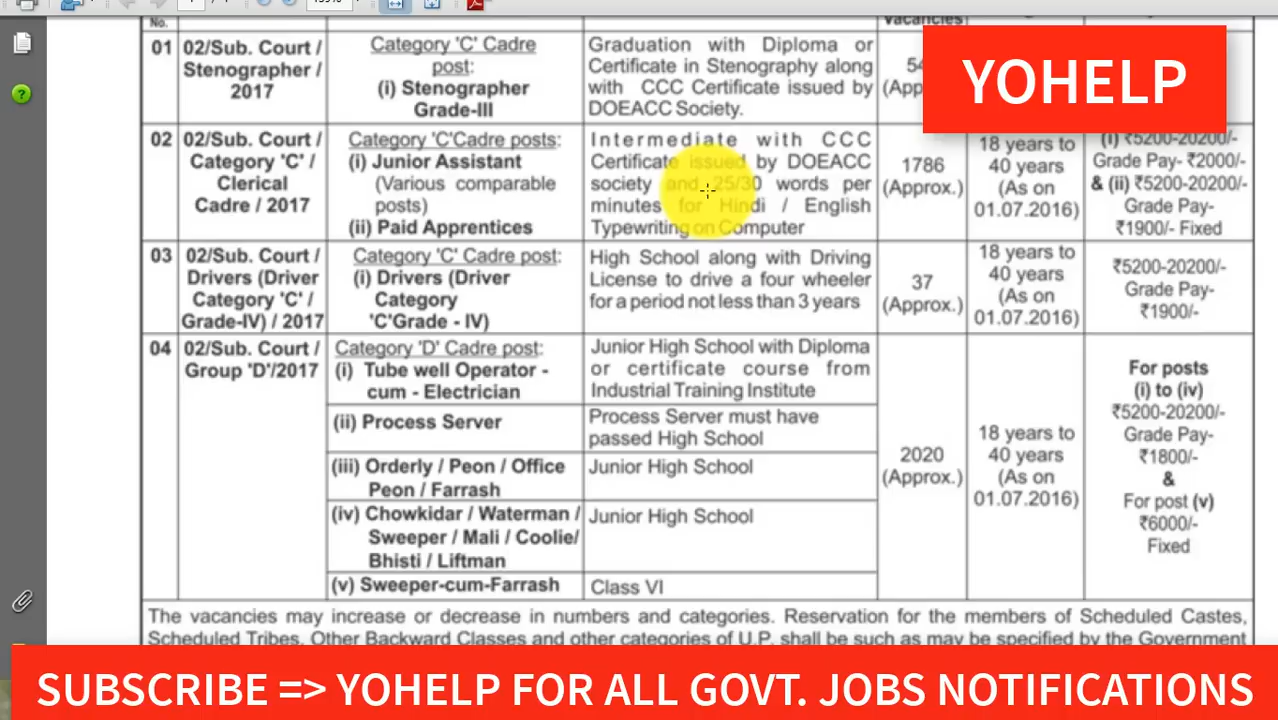 No.
Vacancies
YOHELP
01
02/Sub. Court /
Stenographer /
2017
Category 'C' Cadre
post:
(i) Stenographer
Grade-III
Graduation with Diploma or
Certificate in Stenography along
with CCC Certificate issued by
DOEACC Society.
02
02/Sub. Court /
Category 'C' /
Clerical
Cadre / 2017
Category 'C'Cadre posts:
(i) Junior Assistant
(Various comparable
posts)
(ii) Paid Apprentices
Intermediate with CCC
Certificate issued by DOEACC
society and 25/30 words per
minutes for Hindi / English
Typewriting on Computer
1786
(Approx.)
18 years to
40 years
(As on
01.07.2016)
(i) ₹5200-20200/-
Grade Pay- ₹2000/-
& (ii) ₹5200-20200/-
Grade Pay-
₹1900/- Fixed
03
02/Sub. Court /
Drivers (Driver
Category 'C' /
Grade-IV) / 2017
Category 'C' Cadre post:
(i) Drivers (Driver
Category
'C'Grade - IV)
High School along with Driving
License to drive a four wheeler
for a period not less than 3 years
37
(Approx.)
18 years to
40 years
(As on
01.07.2016)
₹5200-20200/-
Grade Pay-
₹1900/-
04
02/Sub. Court /
Group 'D'/2017
Category 'D' Cadre post:
(i) Tube well Operator -
cum - Electrician
Junior High School with Diploma
or certificate course from
Industrial Training Institute
(ii) Process Server
Process Server must have
passed High School
(iii) Orderly / Peon / Office
Peon / Farrash
Junior High School
(iv) Chowkidar / Waterman /
Sweeper / Mali / Coolie/
Bhisti / Liftman
Junior High School
(v) Sweeper-cum-Farrash
Class VI
2020
(Approx.)
18 years to
40 years
(As on
01.07.2016)
For posts
(i) to (iv)
₹5200-20200/-
Grade Pay-
₹1800/-
&
For post (v)
₹6000/-
Fixed
The vacancies may increase or decrease in numbers and categories. Reservation for the members of Scheduled Castes,
Scheduled Tribes, Other Backward Classes and other categories of U.P. shall be such as may be specified by the Government
SUBSCRIBE => YOHELP FOR ALL GOVT. JOBS NOTIFICATIONS